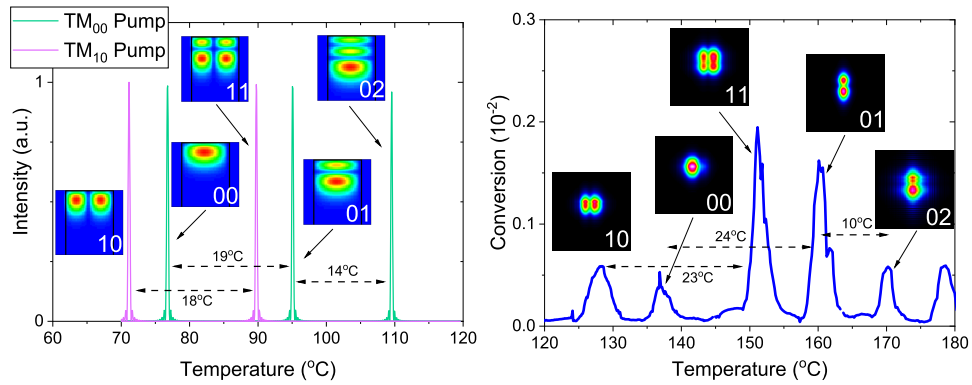 TM00 Pump
TM10 Pump
Intensity (a.u.)
1
0
10
00
11
01
02
19°C
14°C
18°C
60 70 80 90 100 110 120
Temperature (°C)
Conversion (10-2)
0.3
0.2
0.1
0.0
10
00
11
01
02
24°C
10°C
23°C
120 130 140 150 160 170 180
Temperature (°C)